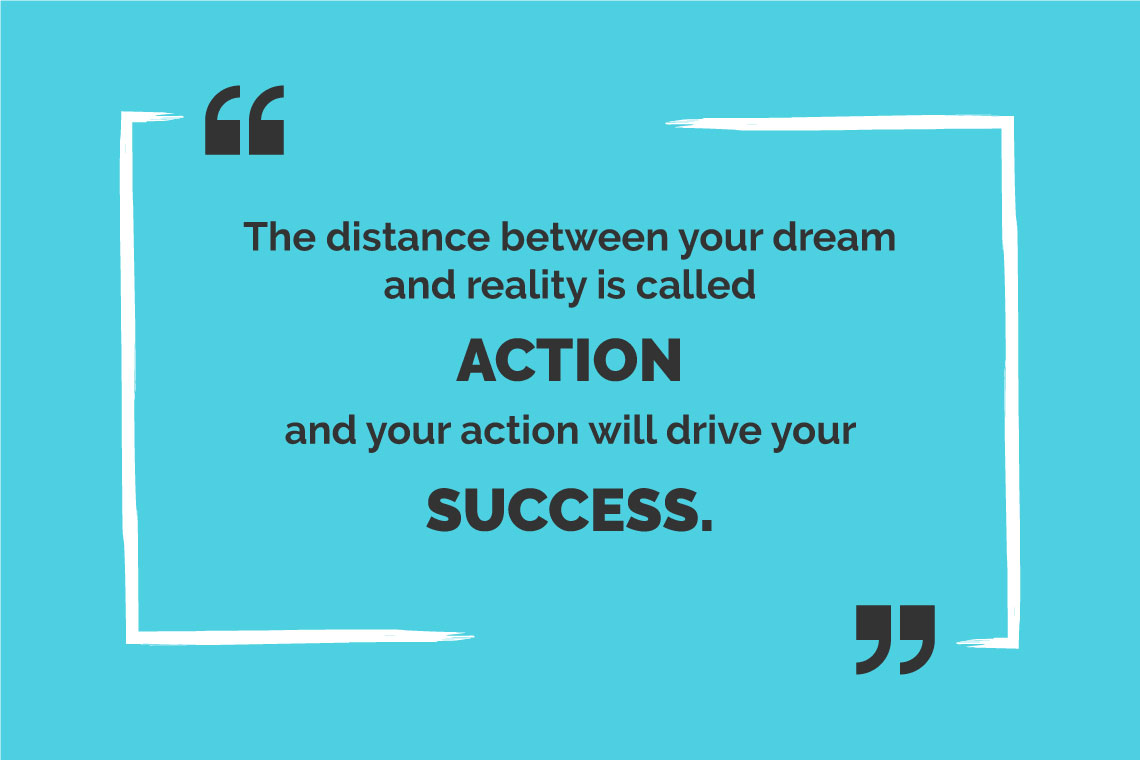 “
The distance between your dream
and reality is called
ACTION
and your action will drive your
SUCCESS.
”